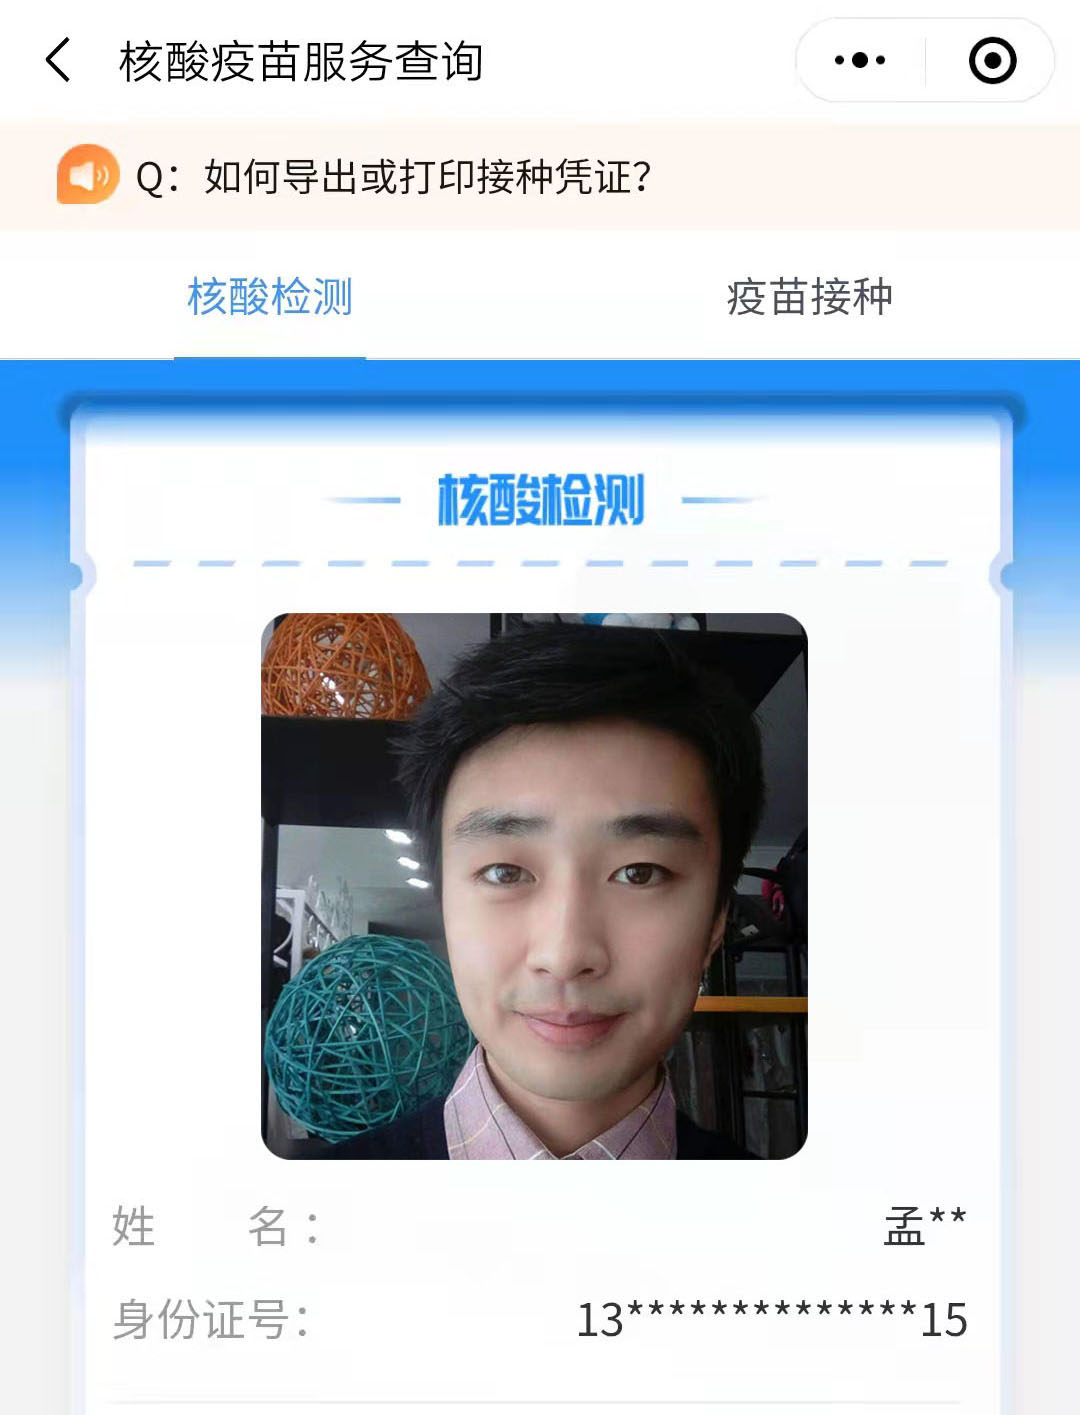 核酸疫苗服务查询
Q：如何导出或打印接种凭证？
核酸检测 疫苗接种
核酸检测
姓 名： 孟**
身份证号： 13**************15